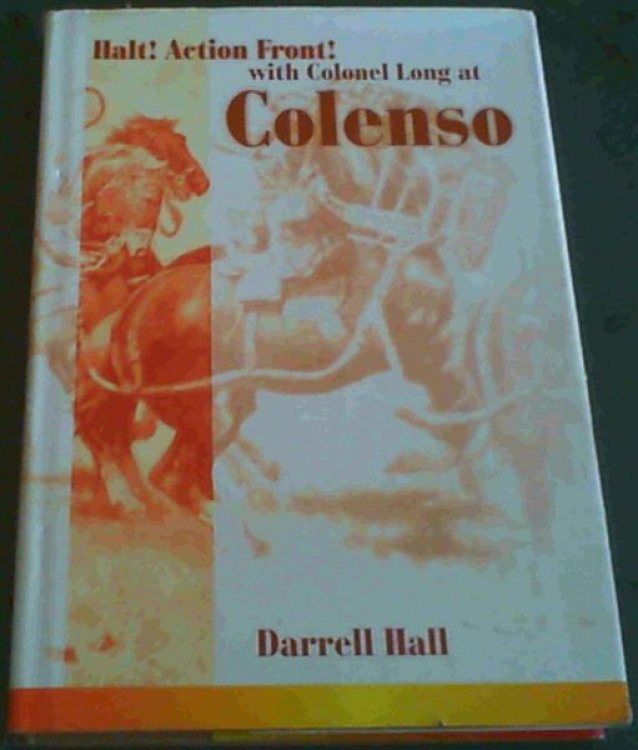 Halt! Action Front!
with Colonel Long at
Colenso
Darrell Hall